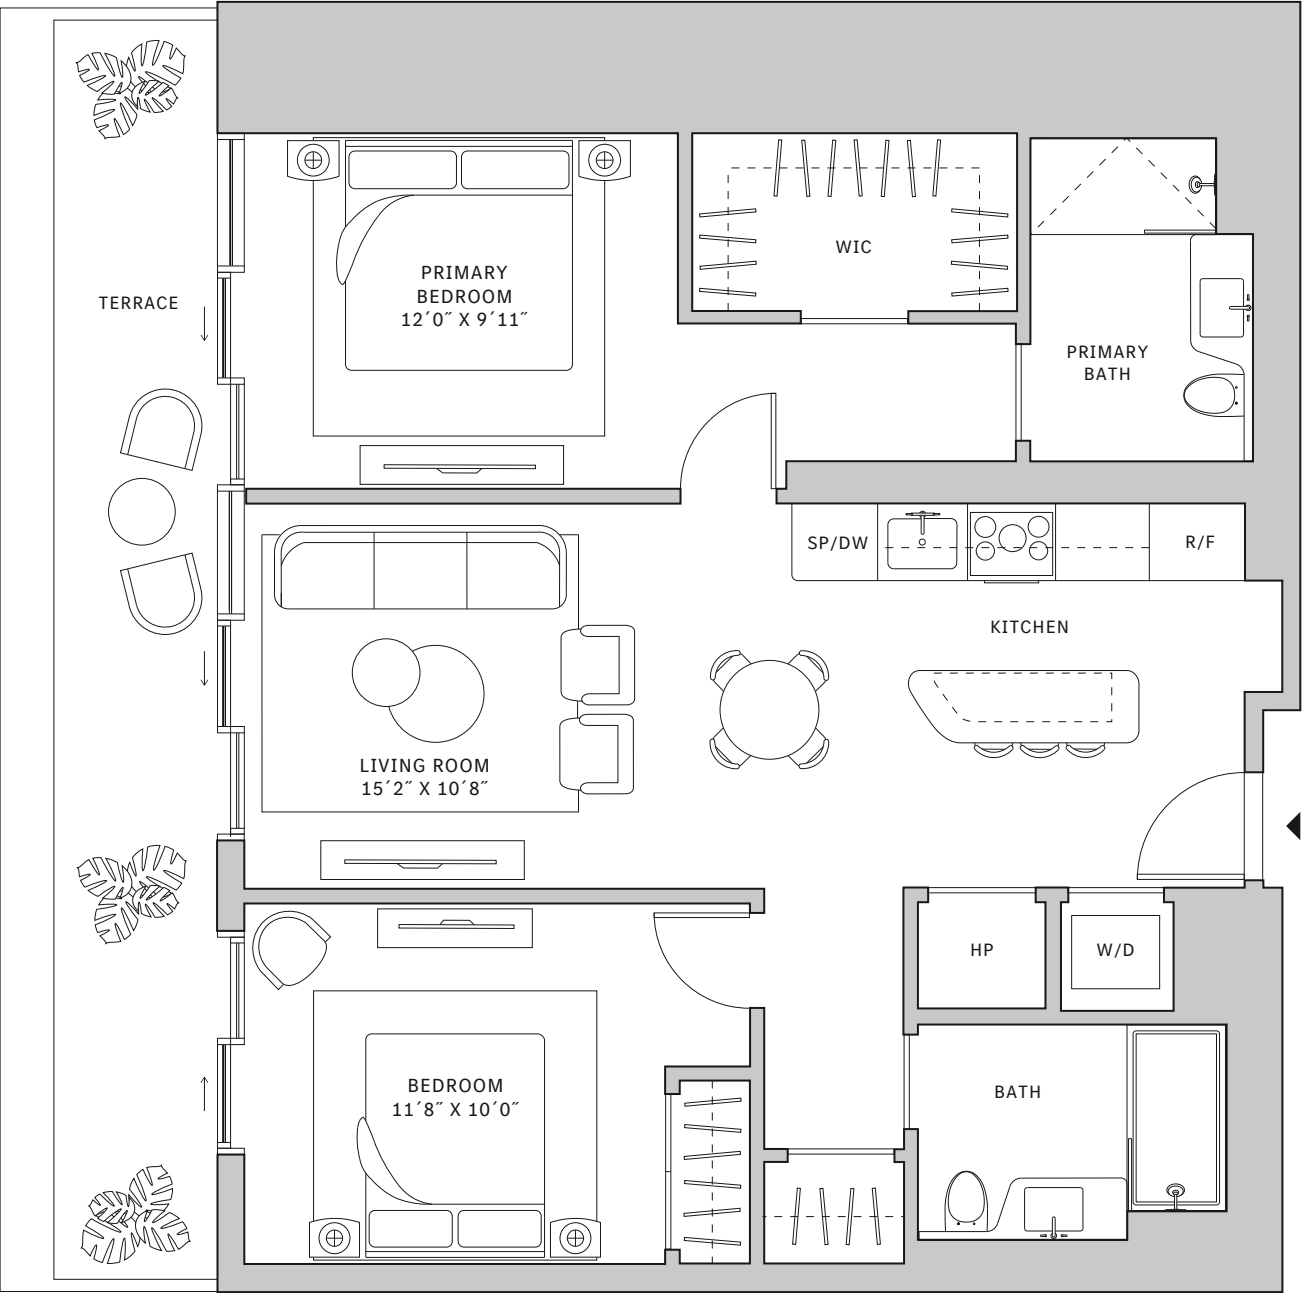 TERRACE
PRIMARY
BEDROOM
12´0˝ X 9´11˝
WIC
PRIMARY
BATH
SP/DW
R/F
KITCHEN
LIVING ROOM
15´2˝ X 10´8˝
HP
W/D
BEDROOM
11´8˝ X 10´0˝
BATH